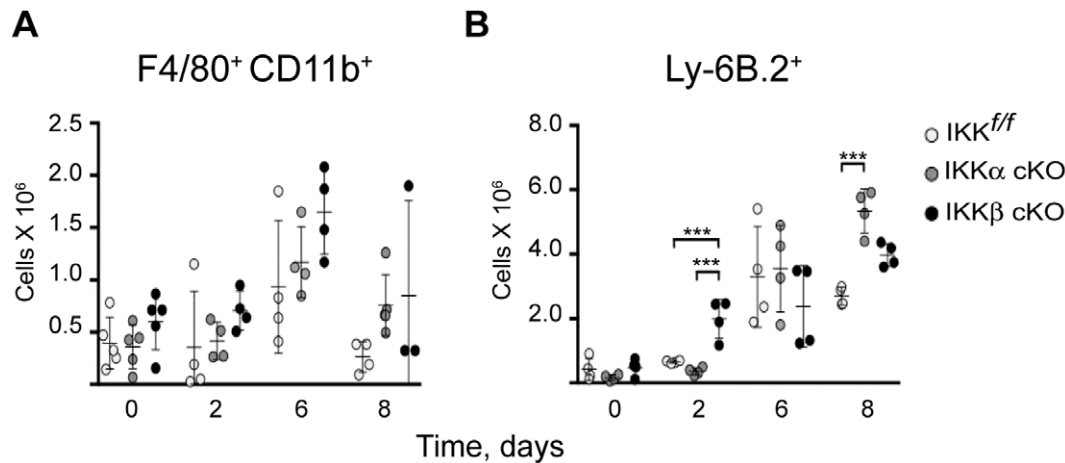 A
F4/80⁺ CD11b⁺
Cells X 10⁶
2.5
2.0
1.5
1.0
0.5
0 2 6 8
B
Ly-6B.2⁺
Cells X 10⁶
8.0
6.0
4.0
2.0
***
***
***
0 2 6 8
IKKᶠ/ᶠ
IKKα cKO
IKKβ cKO
Time, days